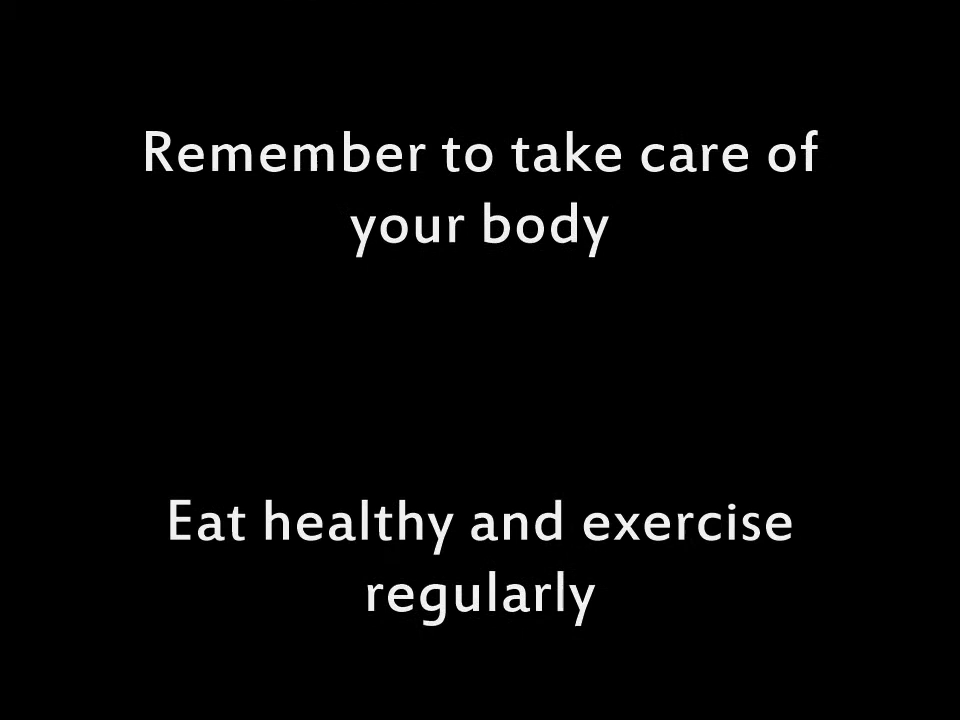 Remember to take care of
your body
Eat healthy and exercise
regularly